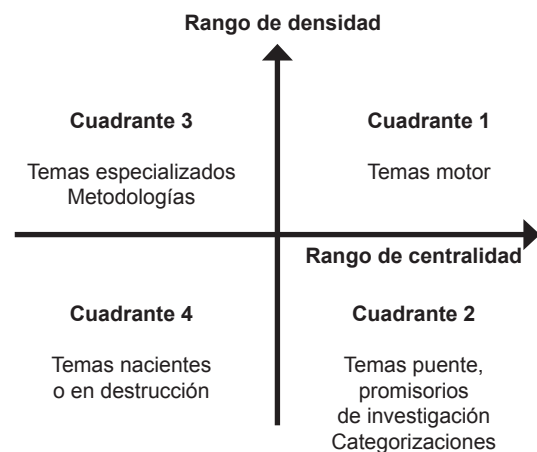 Rango de densidad
Cuadrante 3
Temas especializados
Metodologías
Cuadrante 1
Temas motor
Rango de centralidad
Cuadrante 4
Temas nacientes
o en destrucción
Cuadrante 2
Temas puente,
promisorios
de investigación
Categorizaciones